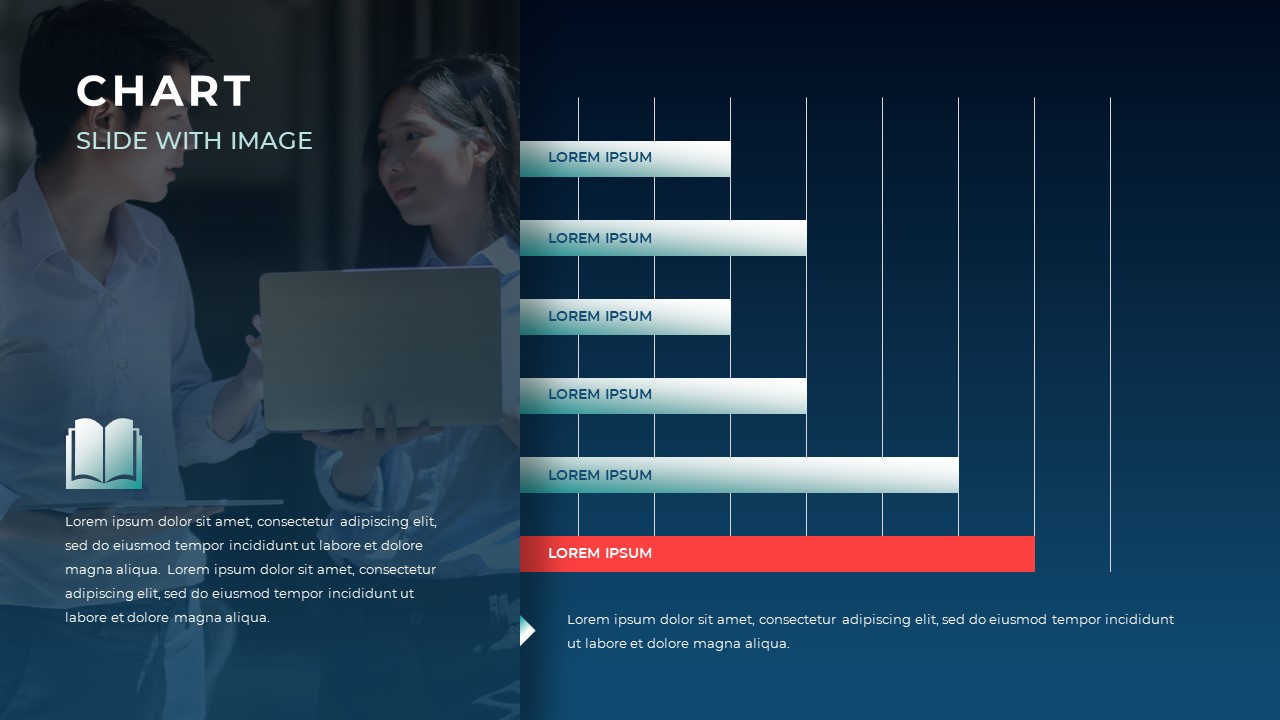 CHART
SLIDE WITH IMAGE
Lorem ipsum dolor sit amet, consectetur adipiscing elit,
sed do eiusmod tempor incididunt ut labore et dolore
magna aliqua. Lorem ipsum dolor sit amet, consectetur
adipiscing elit, sed do eiusmod tempor incididunt ut
labore et dolore magna aliqua.
LOREM IPSUM
LOREM IPSUM
LOREM IPSUM
LOREM IPSUM
LOREM IPSUM
LOREM IPSUM
Lorem ipsum dolor sit amet, consectetur adipiscing elit, sed do eiusmod tempor incididunt
ut labore et dolore magna aliqua.